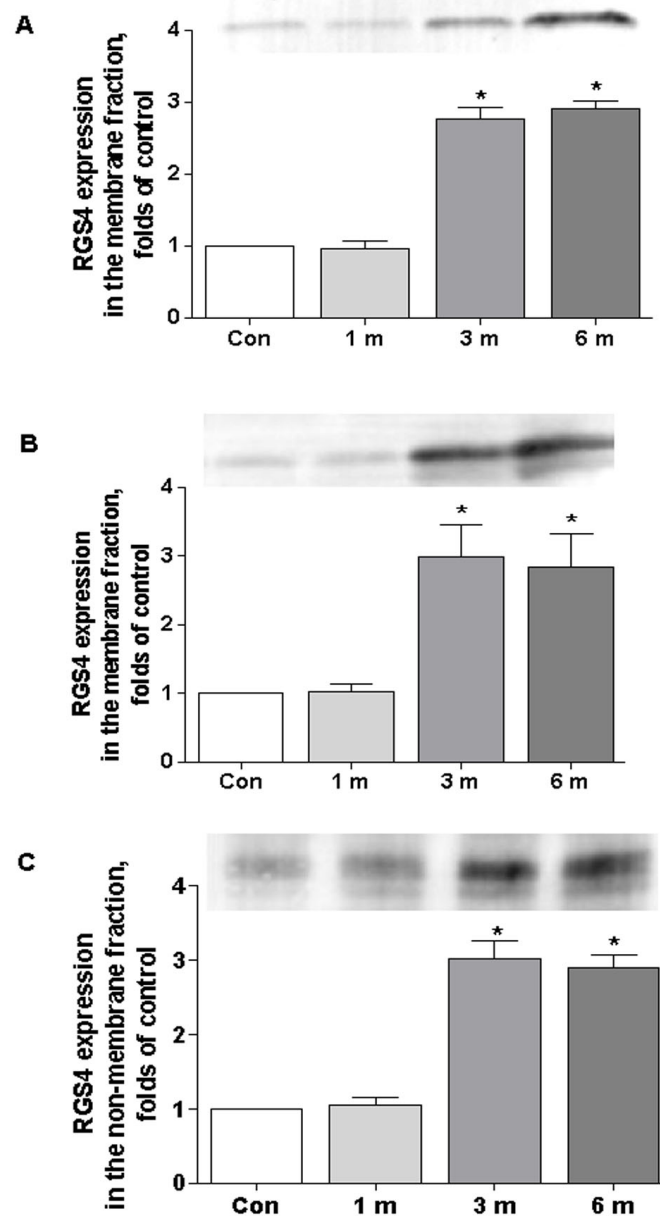 A
RGS4 expression
in the membrane fraction,
folds of control
4
3
2
1
0
* *
Con 1 m 3 m 6 m
B
RGS4 expression
in the membrane fraction,
folds of control
4
3
2
1
0
* *
Con 1 m 3 m 6 m
C
RGS4 expression
in the non-membrane fraction,
folds of control
4
3
2
1
0
* *
Con 1 m 3 m 6 m